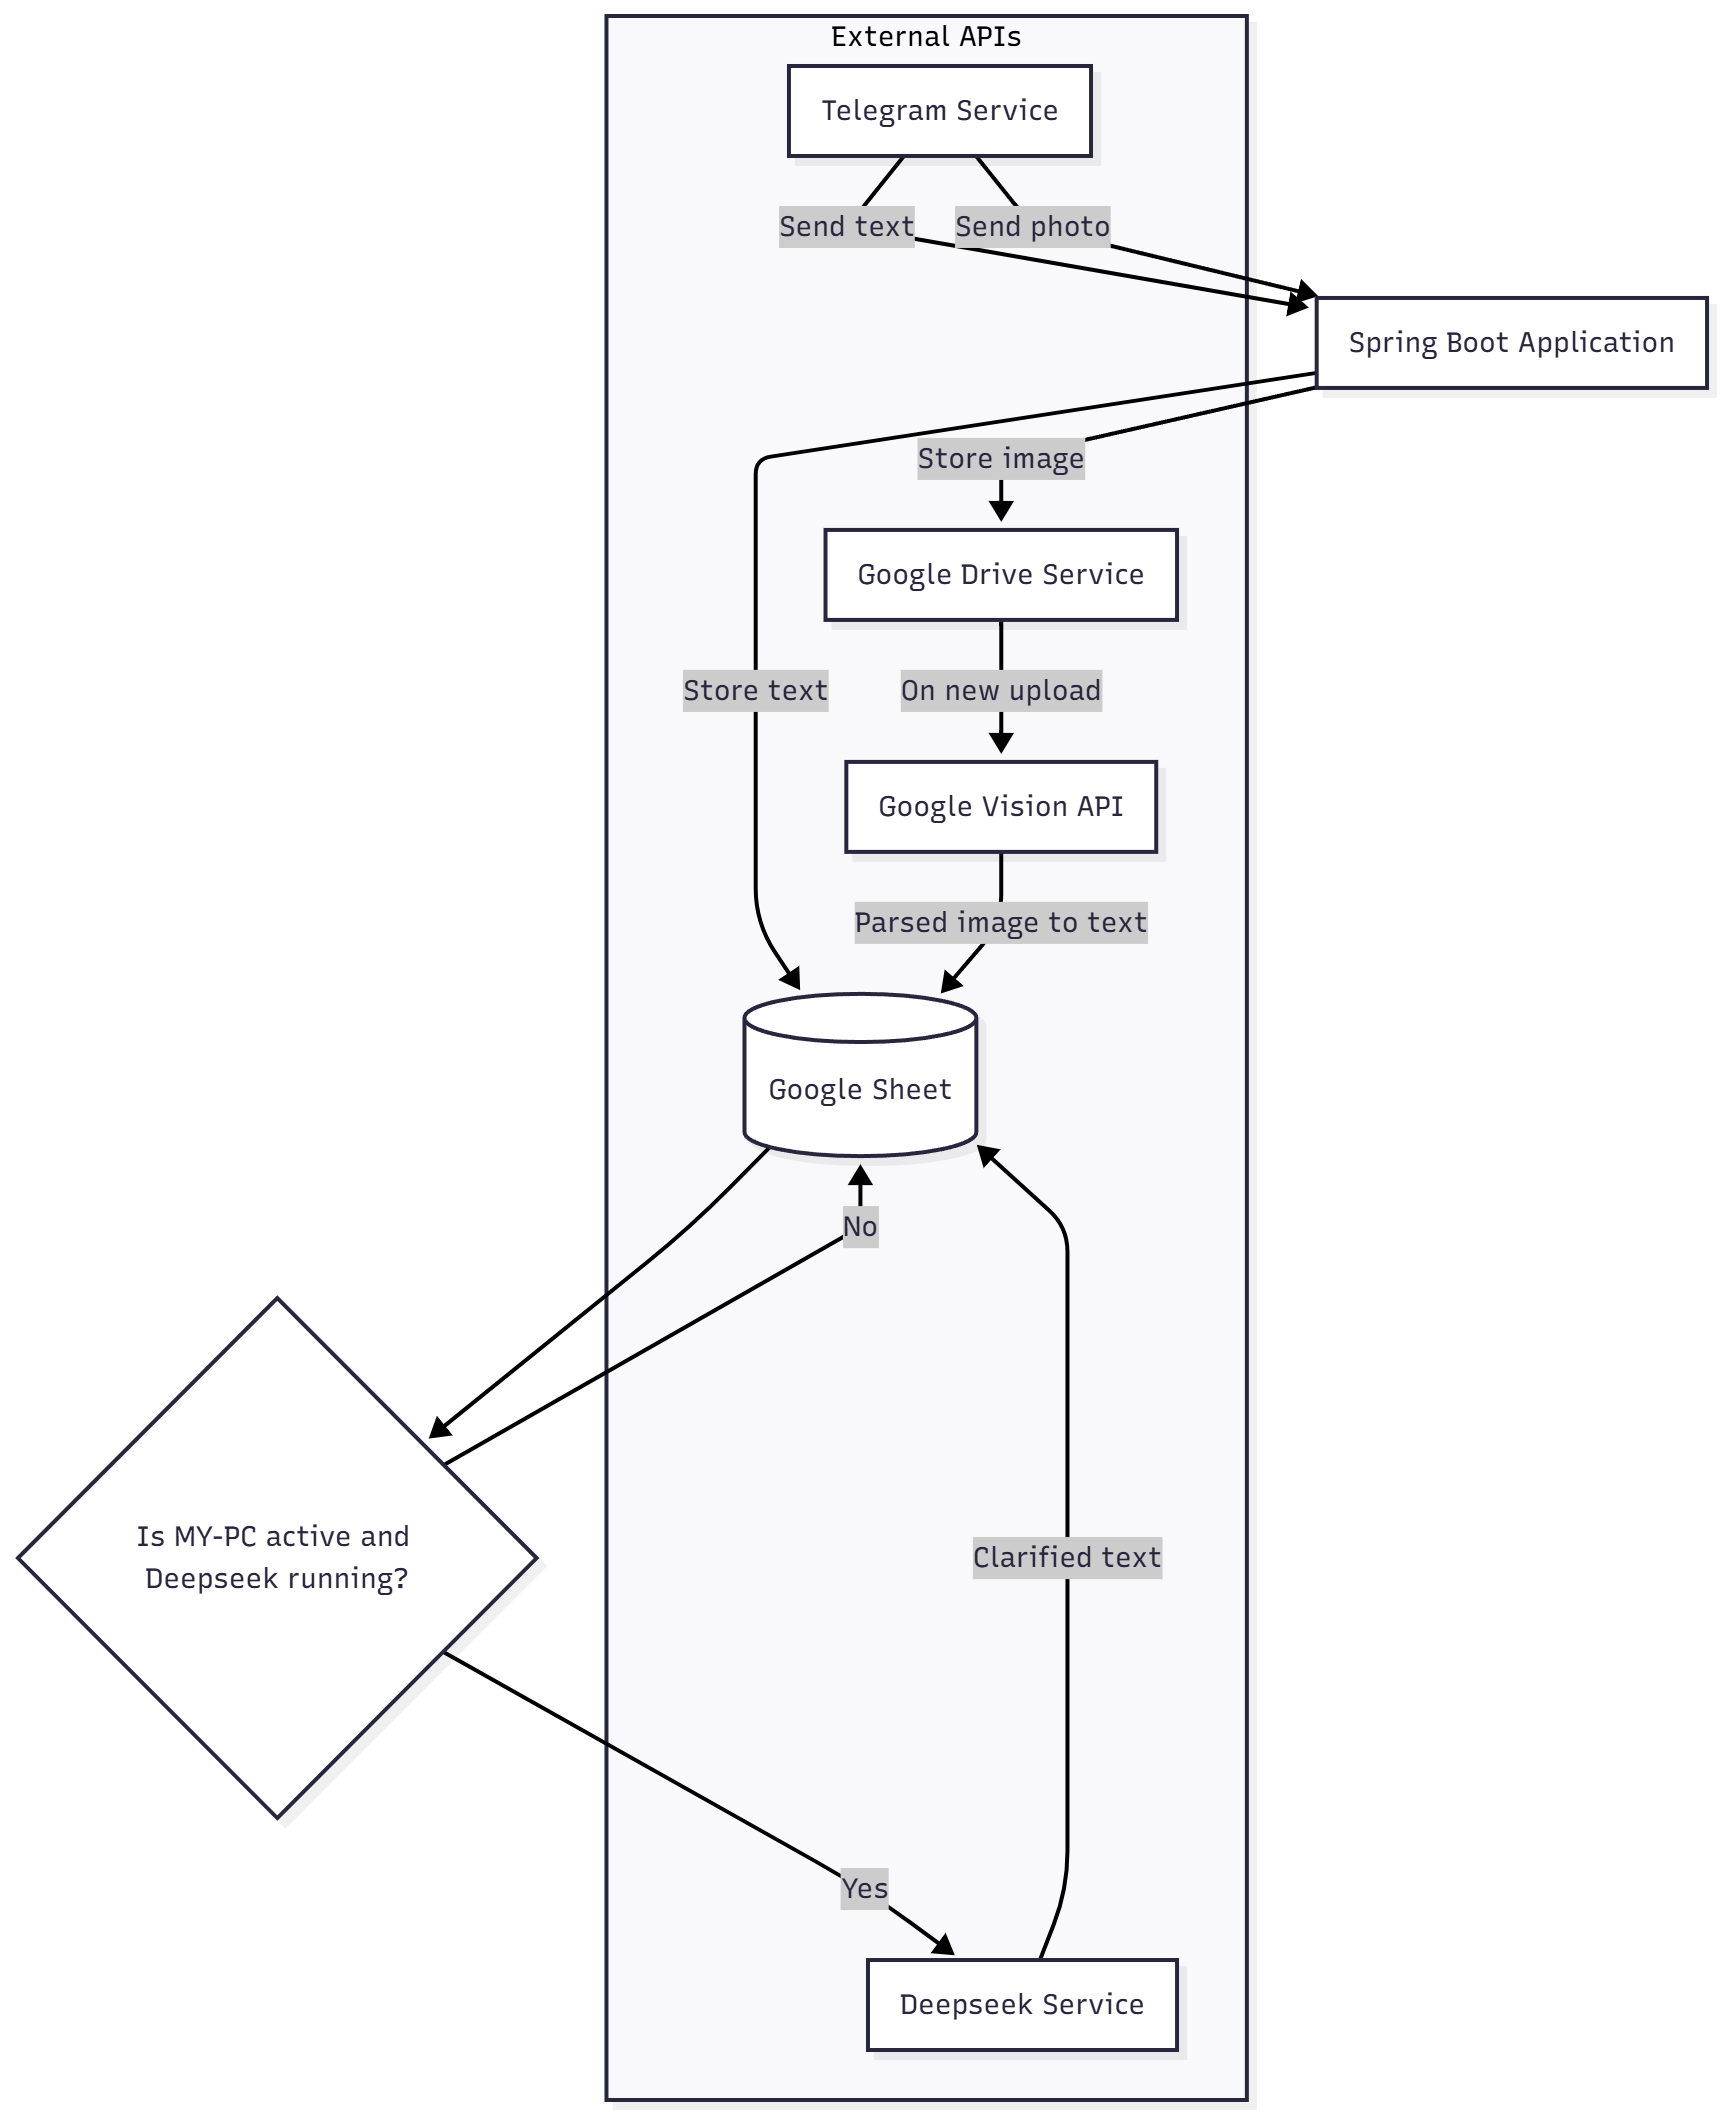 External APIs
Telegram Service
Send text
Send photo
Spring Boot Application
Store image
Google Drive Service
Store text
On new upload
Google Vision API
Parsed image to text
Google Sheet
No
Is MY-PC active and
Deepseek running?
Clarified text
Yes
Deepseek Service